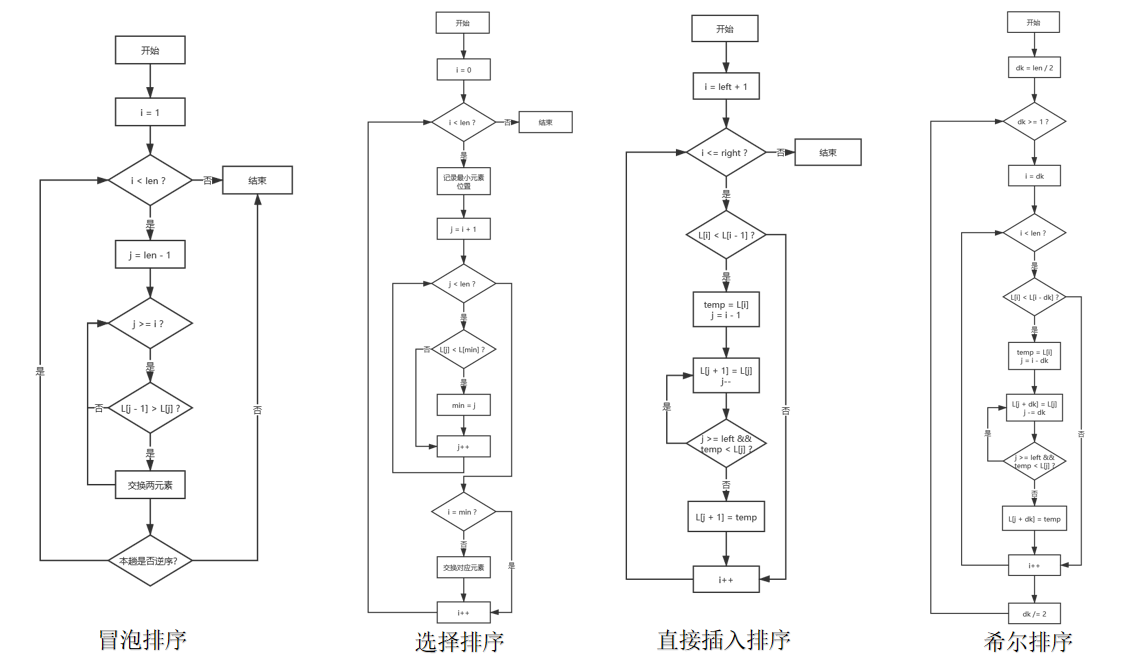 开始
i = 1
i < len ?
否
结束
是
j = len - 1
j >= i ?
是
L[j - 1] > L[j] ?
否
是
交换两元素
本趟是否逆序?
是
否
冒泡排序
开始
i = 0
i < len ?
否
结束
是
记录最小元素
位置
j = i + 1
j < len ?
是
L[j] < L[min] ?
否
是
min = j
j++
i = min ?
否
是
交换对应元素
i++
选择排序
开始
i = left + 1
i <= right ?
否
结束
是
L[i] < L[i - 1] ?
是
temp = L[i]
j = i - 1
L[j + 1] = L[j]
j--
是
否
j >= left &&
temp < L[j] ?
否
L[j + 1] = temp
i++
直接插入排序
开始
dk = len / 2
dk >= 1 ?
i = dk
i < len ?
是
L[i] < L[i - dk] ?
是
temp = L[i]
j = i - dk
L[j + dk] = L[j]
j -= dk
是
否
j >= left &&
temp < L[j] ?
否
L[j + dk] = temp
i++
dk /= 2
希尔排序